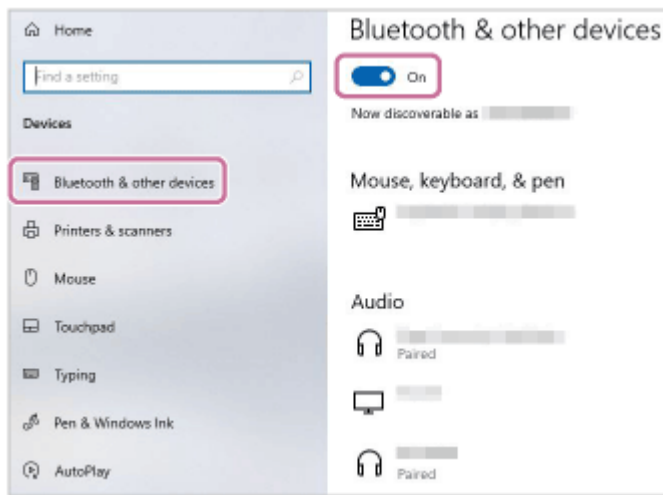 Home
Find a setting
Devices
Bluetooth & other devices
Printers & scanners
Mouse
Touchpad
Typing
Pen & Windows Ink
AutoPlay
Bluetooth & other devices
On
Now discoverable as
Mouse, keyboard, & pen
Audio
Paired
Paired